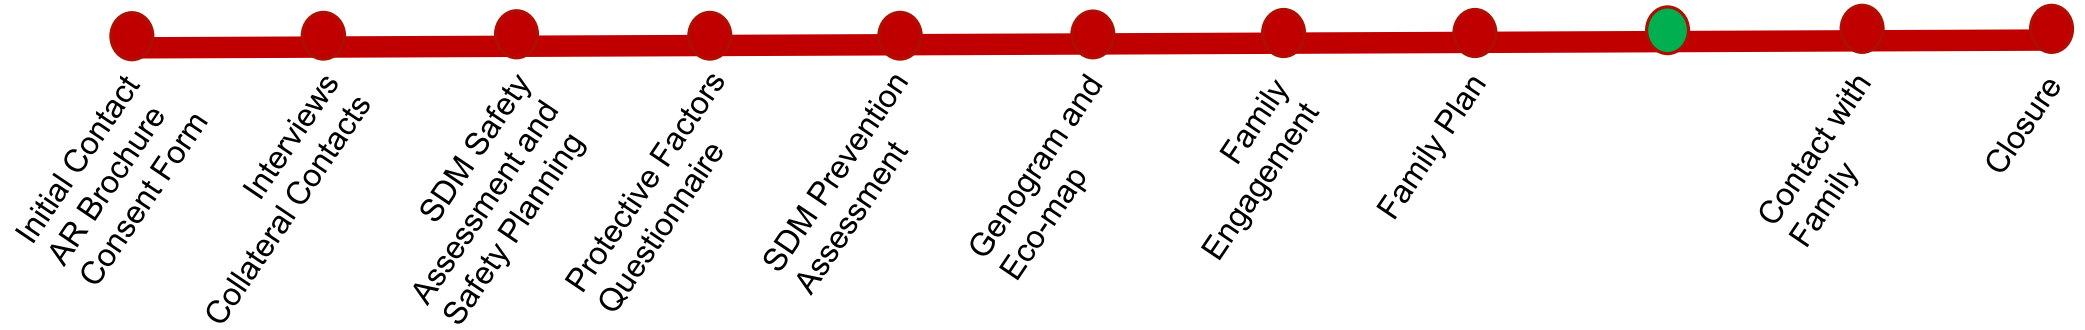 Initial Contact
AR Brochure
Consent Form
Interviews
Collateral Contacts
SDM Safety
Assessment and
Safety Planning
Protective Factors
Questionnaire
SDM Prevention
Assessment
Genogram and
Eco-map
Family
Engagement
Family Plan
Contact with
Family
Closure